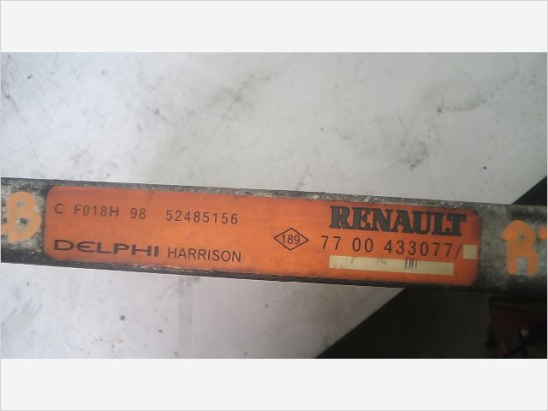 B
C F018H 98 52485156
RENAULT
DELPHI HARRISON
189
77 00 433077/